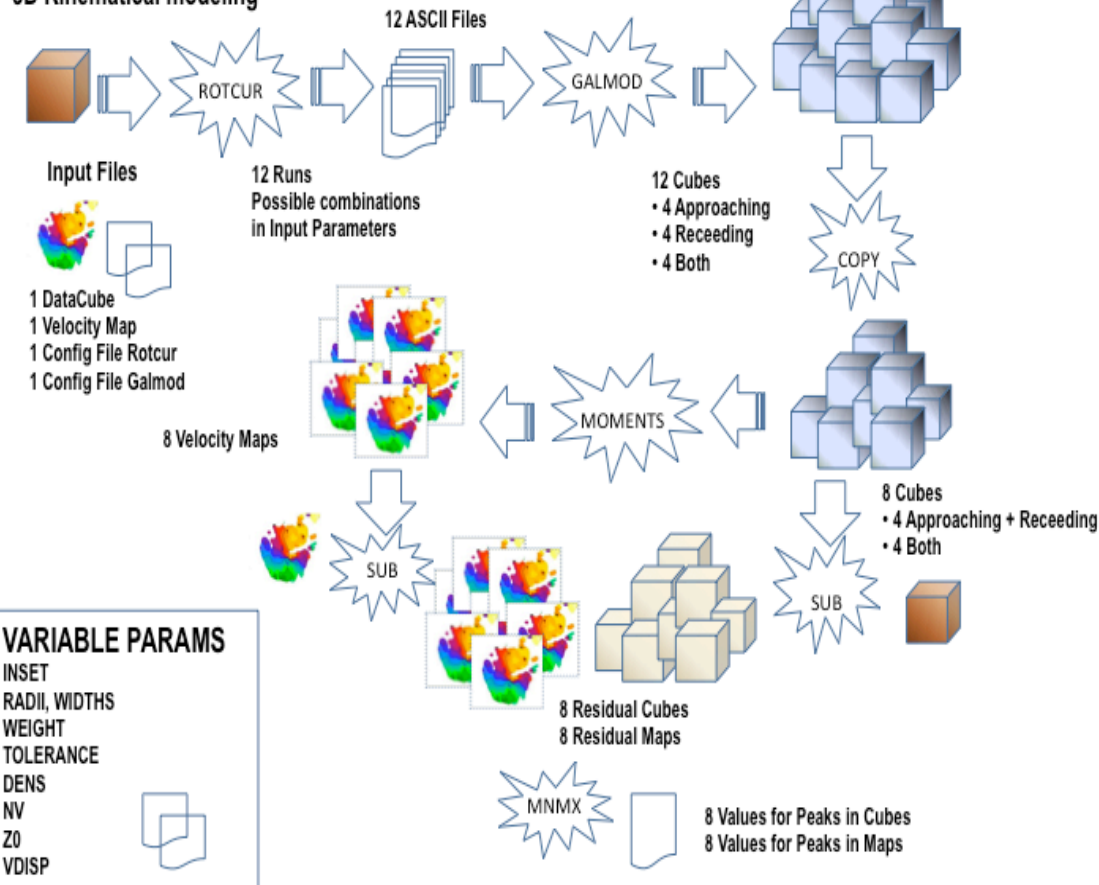 3D Kinematical modeling
12 ASCII Files
ROTCUR
GALMOD
Input Files
12 Runs
Possible combinations
in Input Parameters
12 Cubes
• 4 Approaching
• 4 Receeding
• 4 Both
COPY
1 DataCube
1 Velocity Map
1 Config File Rotcur
1 Config File Galmod
8 Velocity Maps
MOMENTS
8 Cubes
• 4 Approaching + Receeding
• 4 Both
SUB
SUB
8 Residual Cubes
8 Residual Maps
VARIABLE PARAMS
INSET
RADII, WIDTHS
WEIGHT
TOLERANCE
DENS
NV
Z0
VDISP
MNMX
8 Values for Peaks in Cubes
8 Values for Peaks in Maps